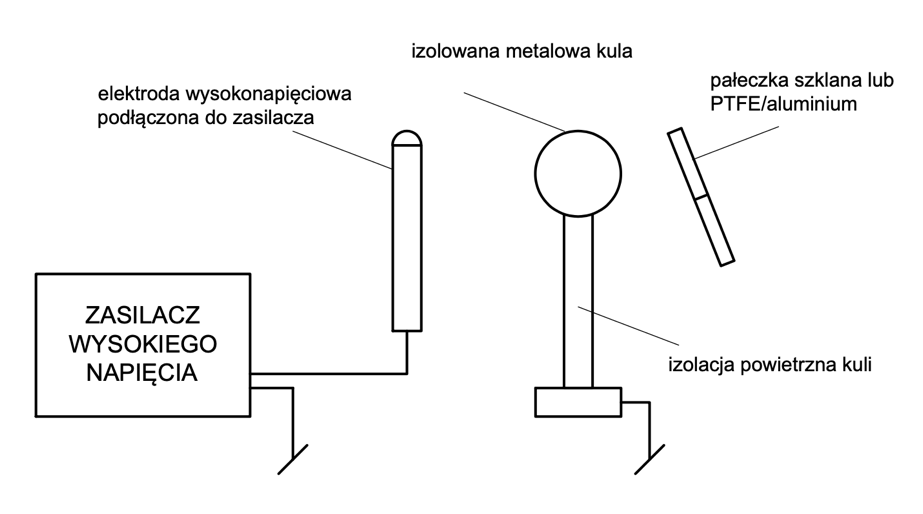 izolowana metalowa kula
elektroda wysokonapięciowa
podłączona do zasilacza
pałeczka szklana lub
PTFE/aluminium
ZASILACZ
WYSOKIEGO
NAPIĘCIA
izolacja powietrzna kuli